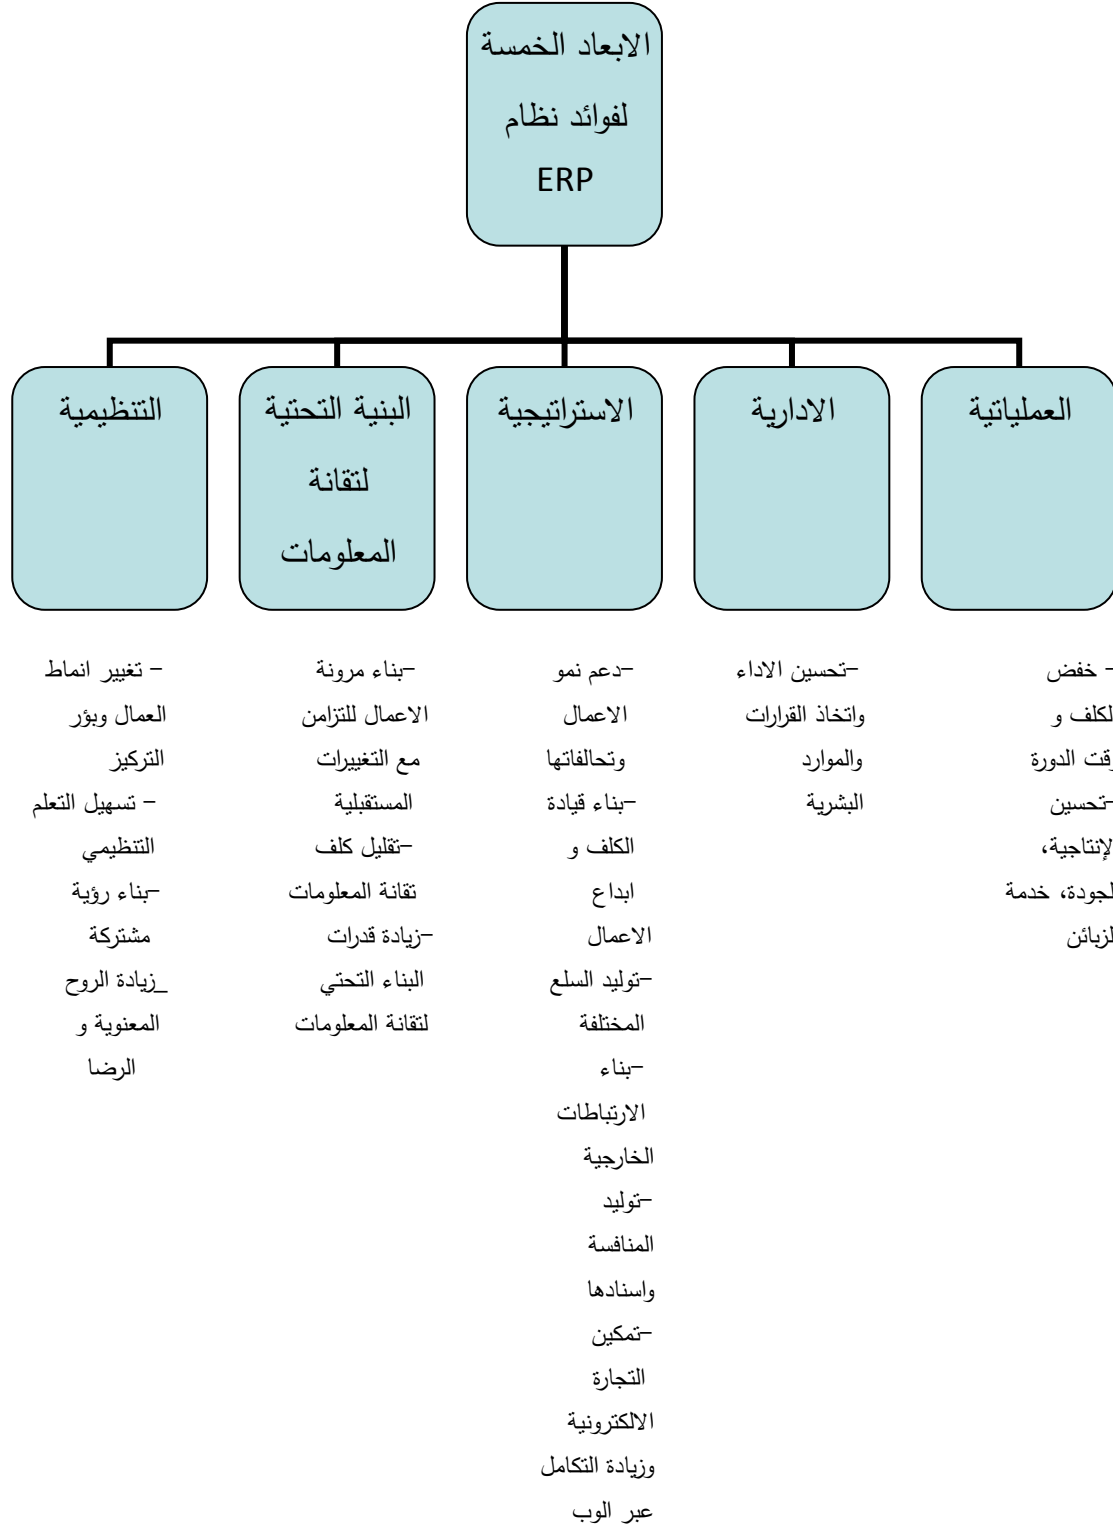 الابعاد الخمسة
لفوائد نظام
ERP
العملياتية
الادارية
الاستراتيجية
البنية التحتية
لتقانة
المعلومات
التنظيمية
– خفض
لكلف و
قت الدورة
–تحسين
لإنتاجية،
لجودة، خدمة
لزبائن
–تحسين الاداء
واتخاذ القرارات
والموارد
البشرية
–دعم نمو
الاعمال
وتحالفاتها
–بناء قيادة
الكلف و
ابداع
الاعمال
–توليد السلع
المختلفة
–بناء
الارتباطات
الخارجية
–توليد
المنافسة
واسنادها
–تمكين
التجارة
الالكترونية
وزيادة التكامل
عبر الوب
–بناء مرونة
الاعمال للتزامن
مع التغييرات
المستقبلية
–تقليل كلف
تقانة المعلومات
–زيادة قدرات
البناء التحتي
لتقانة المعلومات
– تغيير انماط
العمال وبؤر
التركيز
– تسهيل التعلم
التنظيمي
–بناء رؤية
مشتركة
_زيادة الروح
المعنوية و
الرضا